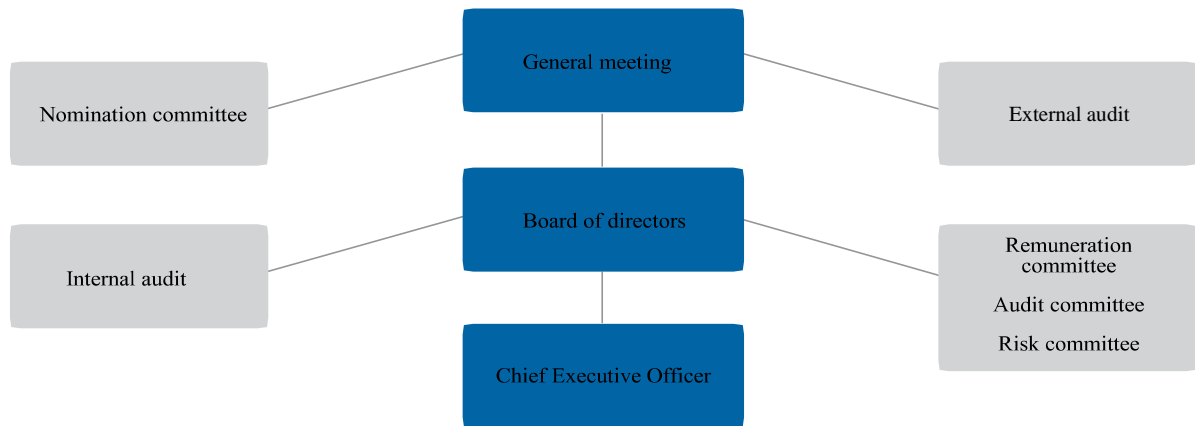 General meeting
Nomination committee
External audit
Board of directors
Internal audit
Remuneration
committee
Audit committee
Risk committee
Chief Executive Officer